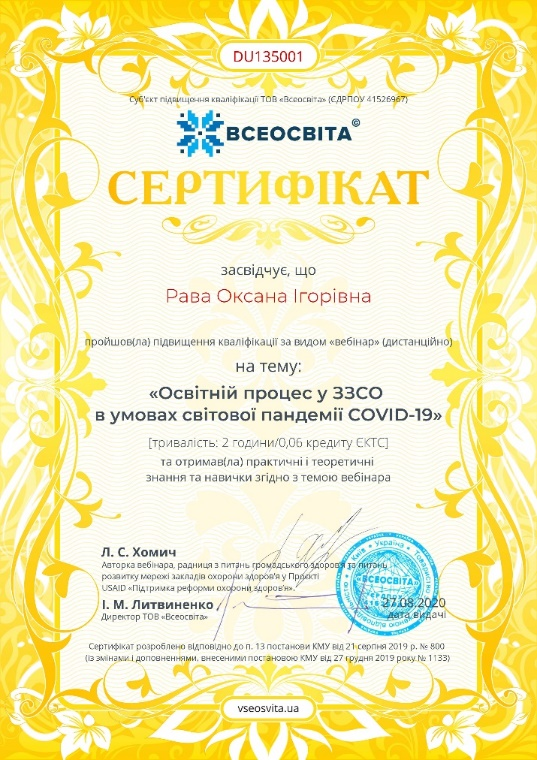 DU135001
Суб'єкт підвищення кваліфікації ТОВ «Всеосвіта» (ЄДРПОУ 41526967)
ВСЕОСВІТА©
СЕРТИФІКАТ
засвідчує, що
Рава Оксана Ігорівна
пройшов(ла) підвищення кваліфікації за видом «вебінар» (дистанційно)
на тему:
«Освітній процес у ЗЗСО
в умовах світової пандемії COVID-19»
[тривалість: 2 години/0,06 кредиту ЄКТС]
та отримав(ла) практичні і теоретичні
знання та навички згідно з темою вебінара
Л. С. Хомич
Авторка вебінара, радниця з питань громадського здоров'я та питань
розвитку мережі закладів охорони здоров'я у Проєкті
USAID «Підтримка реформи охорони здоров'я».
І. М. Литвиненко
Директор ТОВ «Всеосвіта»
Київ * Україна *
"ВСЕОСВІТА"
27.08.2020
дата видачі
Сертифікат розроблено відповідно до п. 13 постанови КМУ від 21 серпня 2019 р. № 800
(із змінами і доповненнями, внесеними постановою КМУ від 27 грудня 2019 року № 1133)
vseosvita.ua